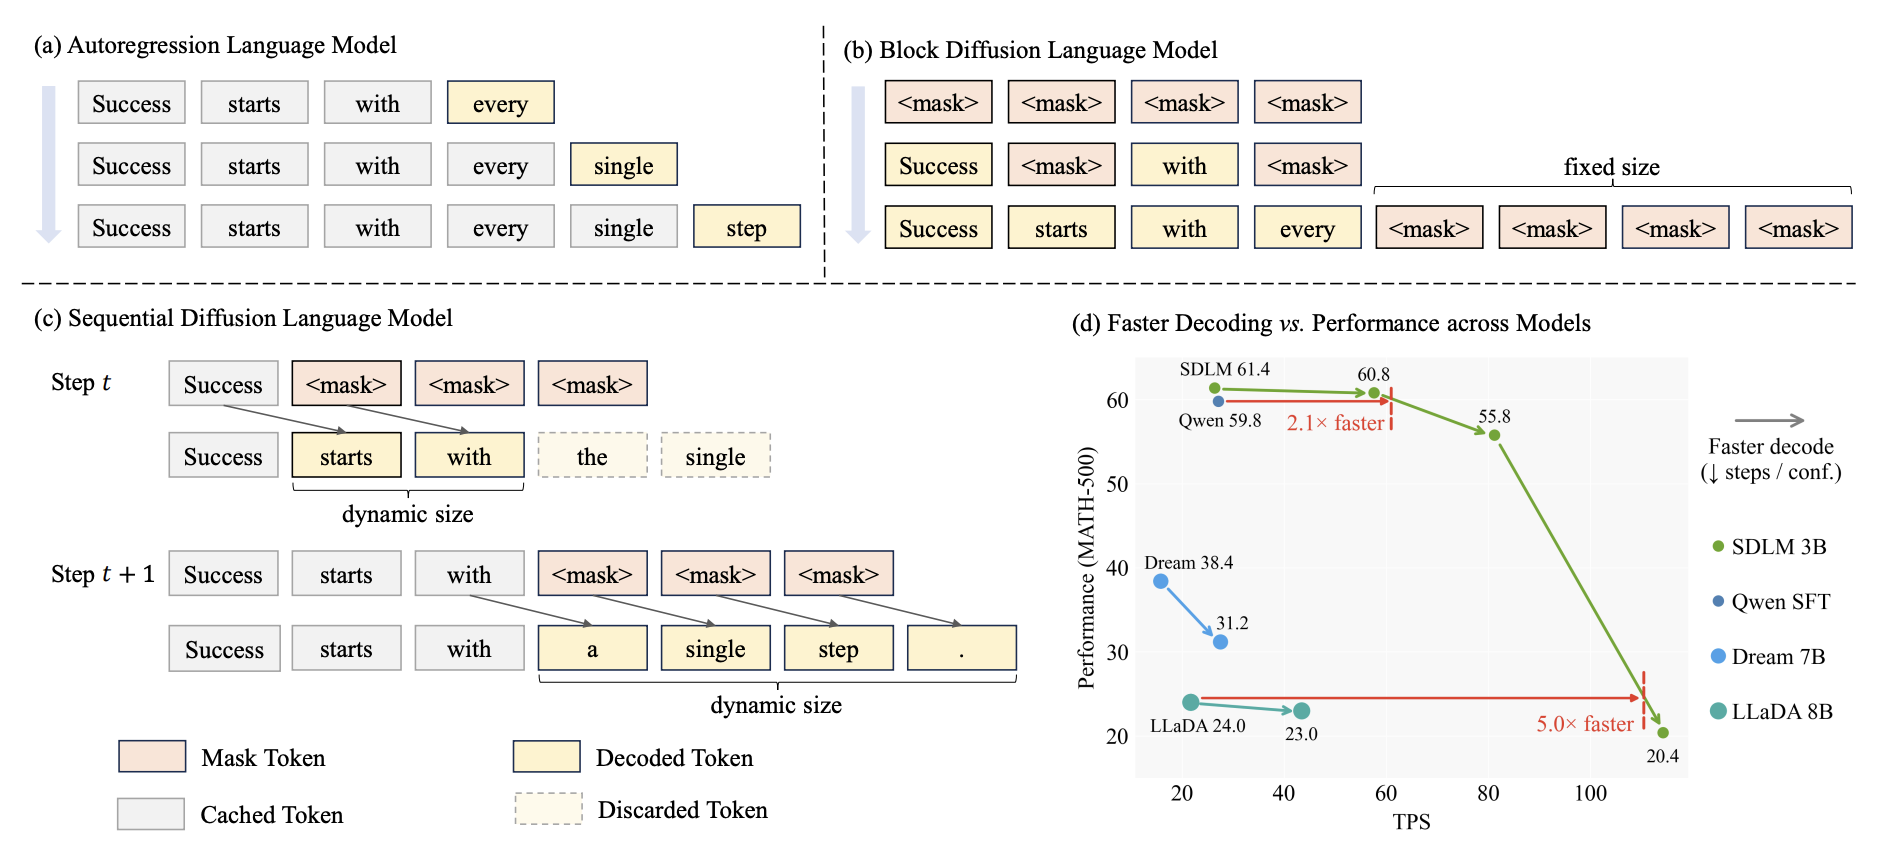 (a) Autoregression Language Model
Success starts with every
Success starts with every single
Success starts with every single step
(b) Block Diffusion Language Model
<mask> <mask> <mask> <mask>
Success <mask> with <mask>
fixed size
Success starts with every <mask> <mask> <mask> <mask>
(c) Sequential Diffusion Language Model
Step t
Success <mask> <mask> <mask>
Success starts with the single
dynamic size
Step t + 1
Success starts with <mask> <mask> <mask>
Success starts with a single step .
dynamic size
Mask Token
Decoded Token
Cached Token
Discarded Token
(d) Faster Decoding vs. Performance across Models
Performance (MATH-500)
60
50
40
30
20
SDLM 61.4
60.8
Qwen 59.8
2.1× faster
55.8
Dream 38.4
31.2
LLaDA 24.0
23.0
5.0× faster
20.4
20 40 60 80 100
TPS
Faster decode
(↓ steps / conf.)
SDLM 3B
Qwen SFT
Dream 7B
LLaDA 8B